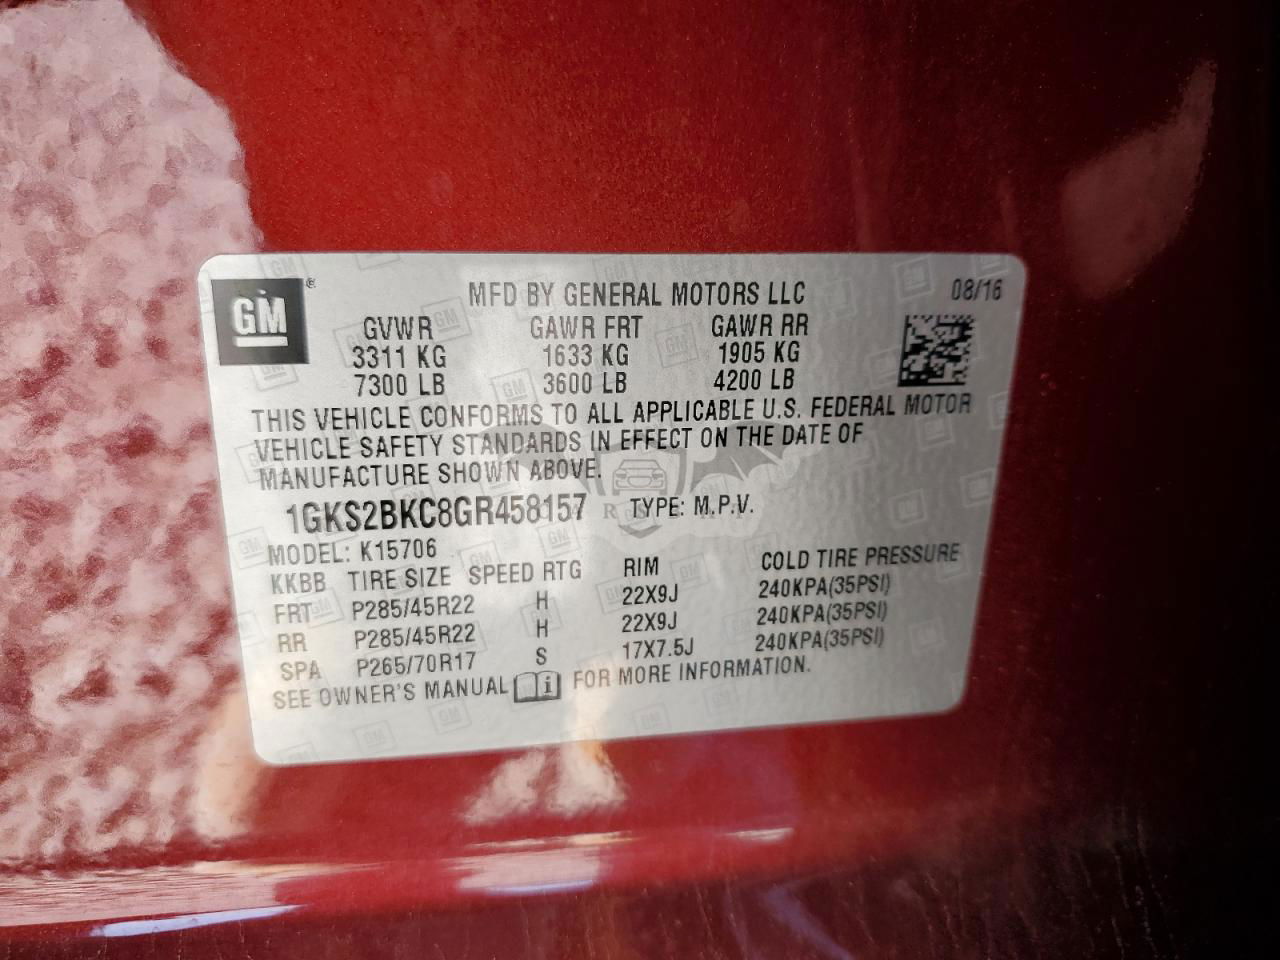 GM
MFD BY GENERAL MOTORS LLC 08/16
GVWR GAWR FRT GAWR RR
3311 KG 1633 KG 1905 KG
7300 LB 3600 LB 4200 LB
THIS VEHICLE CONFORMS TO ALL APPLICABLE U.S. FEDERAL MOTOR
VEHICLE SAFETY STANDARDS IN EFFECT ON THE DATE OF
MANUFACTURE SHOWN ABOVE.
1GKS2BKC8GR458157 TYPE: M.P.V.
MODEL: K15706
KKBB TIRE SIZE SPEED RTG RIM COLD TIRE PRESSURE
FRT P285/45R22 H 22X9J 240KPA(35PSI)
RR P285/45R22 H 22X9J 240KPA(35PSI)
SPA P265/70R17 S 17X7.5J 240KPA(35PSI)
SEE OWNER'S MANUAL FOR MORE INFORMATION.